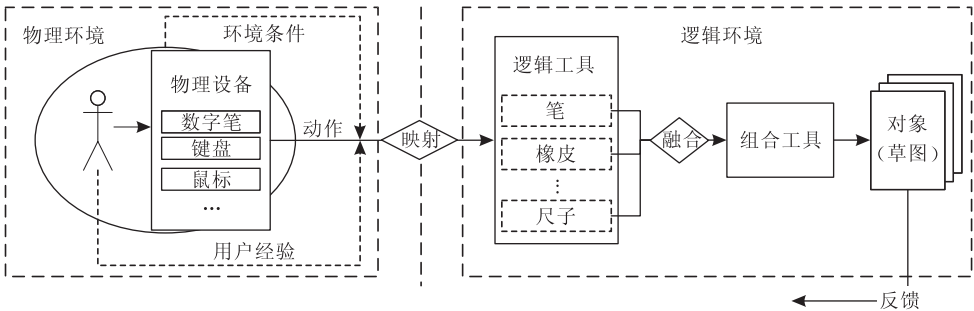 物理环境
环境条件
物理设备
数字笔
键盘
鼠标
…
动作
用户经验
映射
逻辑环境
逻辑工具
笔
橡皮
⋮
尺子
融合
组合工具
对象
（草图）
反馈